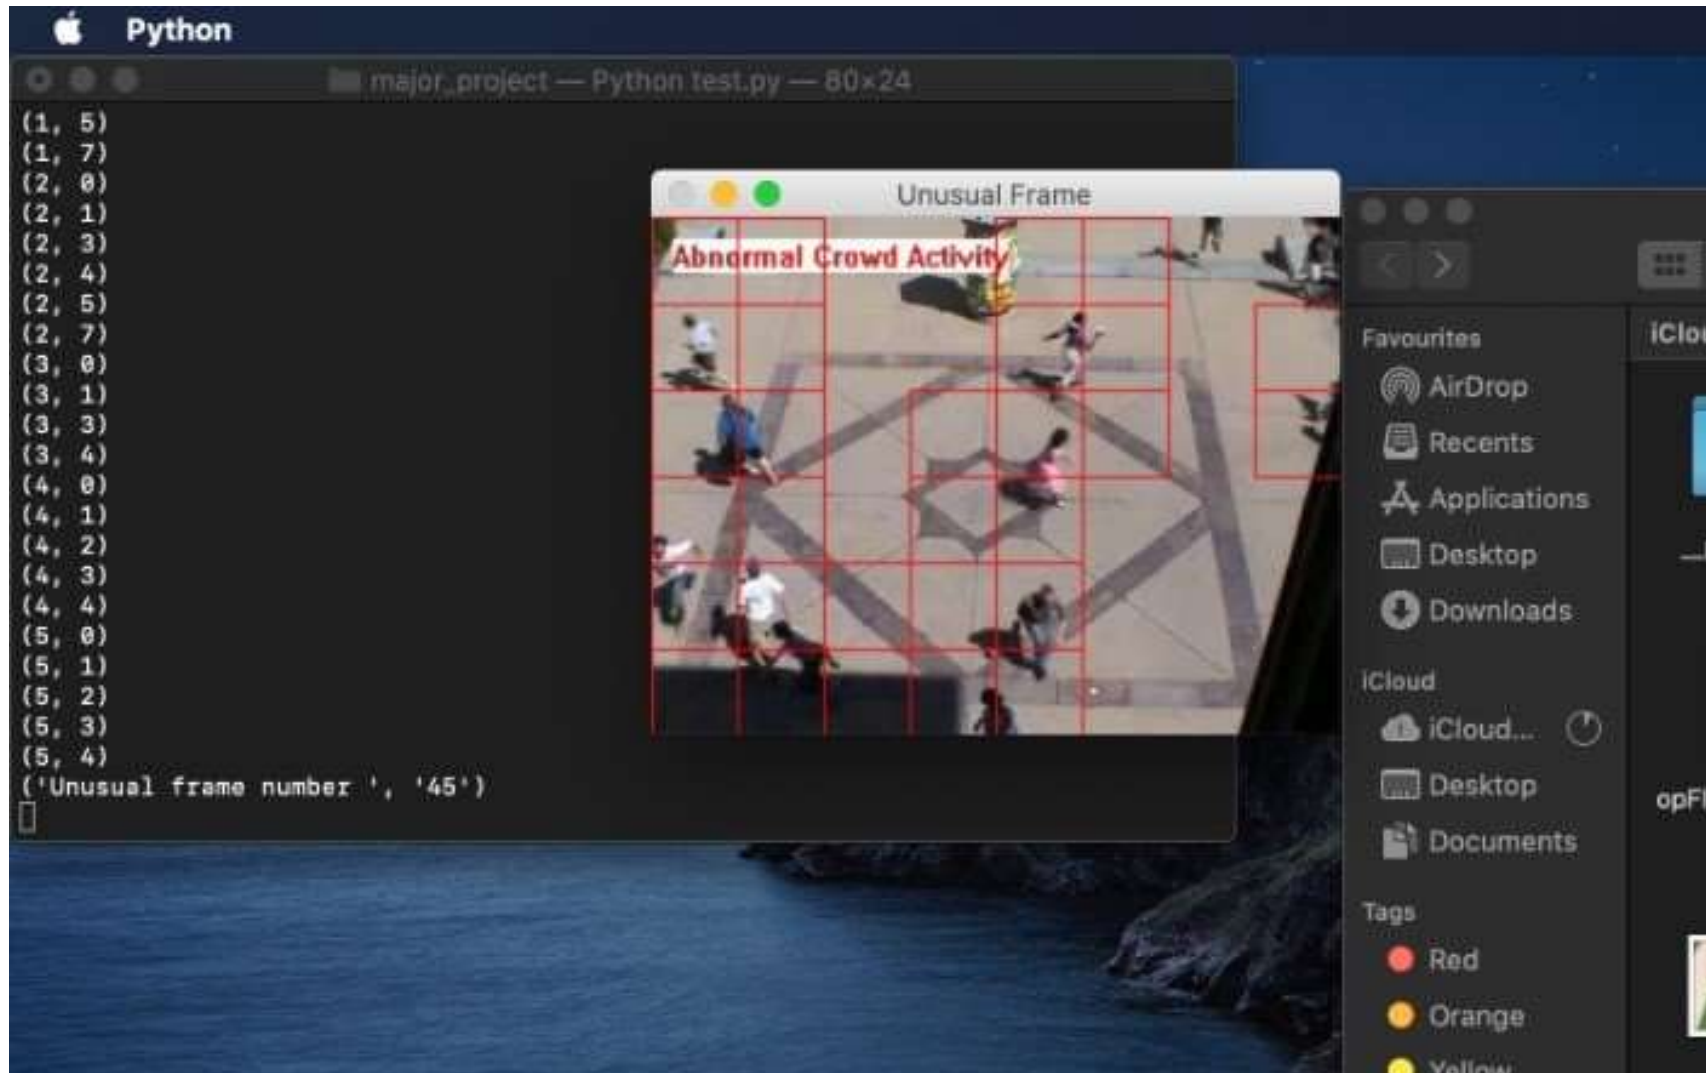 Python
major_project — Python test.py — 80×24
(1, 5)
(1, 7)
(2, 0)
(2, 1)
(2, 3)
(2, 4)
(2, 5)
(2, 7)
(3, 0)
(3, 1)
(3, 3)
(3, 4)
(4, 0)
(4, 1)
(4, 2)
(4, 3)
(4, 4)
(5, 0)
(5, 1)
(5, 2)
(5, 3)
(5, 4)
('Unusual frame number ', '45')
Unusual Frame
Abnormal Crowd Activity
Favourites
AirDrop
Recents
Applications
Desktop
Downloads
iCloud
iCloud...
Desktop
Documents
Tags
Red
Orange
Yellow